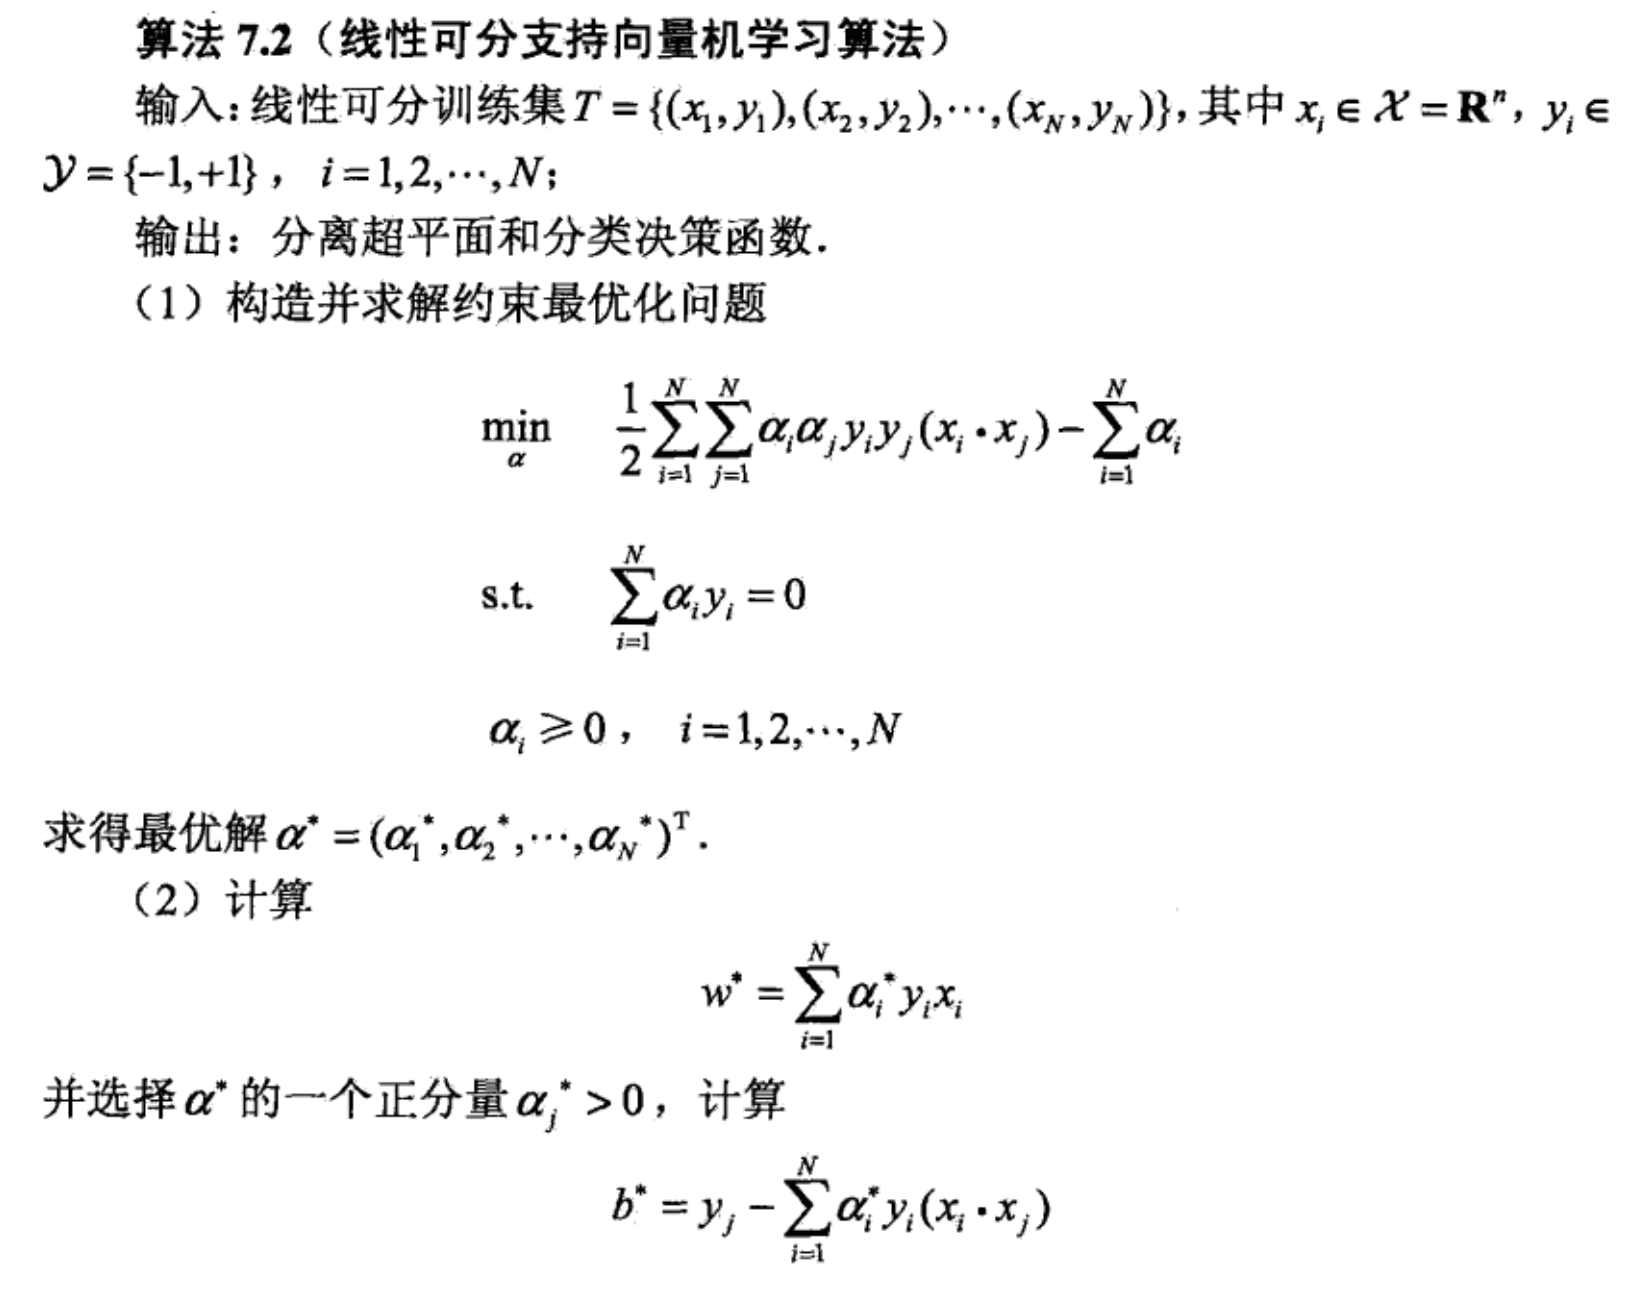 算法 7.2（线性可分支持向量机学习算法）
输入：线性可分训练集 $T=\{(x_1,y_1),(x_2,y_2),\cdots,(x_N,y_N)\}$，其中 $x_i\in\mathcal{X}=\mathbf{R}^n$，$y_i\in$
$\mathcal{Y}=\{-1,+1\}$，$i=1,2,\cdots,N$；
输出：分离超平面和分类决策函数．
（1）构造并求解约束最优化问题
$\min_{\alpha}\quad \frac{1}{2}\sum_{i=1}^{N}\sum_{j=1}^{N}\alpha_i\alpha_j y_i y_j(x_i\cdot x_j)-\sum_{i=1}^{N}\alpha_i$
$\text{s.t.}\quad \sum_{i=1}^{N}\alpha_i y_i=0$
$\alpha_i\geqslant 0，\quad i=1,2,\cdots,N$
求得最优解 $\alpha^*=(\alpha_1^*,\alpha_2^*,\cdots,\alpha_N^*)^{\mathrm{T}}$．
（2）计算
$w^*=\sum_{i=1}^{N}\alpha_i^* y_i x_i$
并选择 $\alpha^*$ 的一个正分量 $\alpha_j^*>0$，计算
$b^*=y_j-\sum_{i=1}^{N}\alpha_i^* y_i(x_i\cdot x_j)$